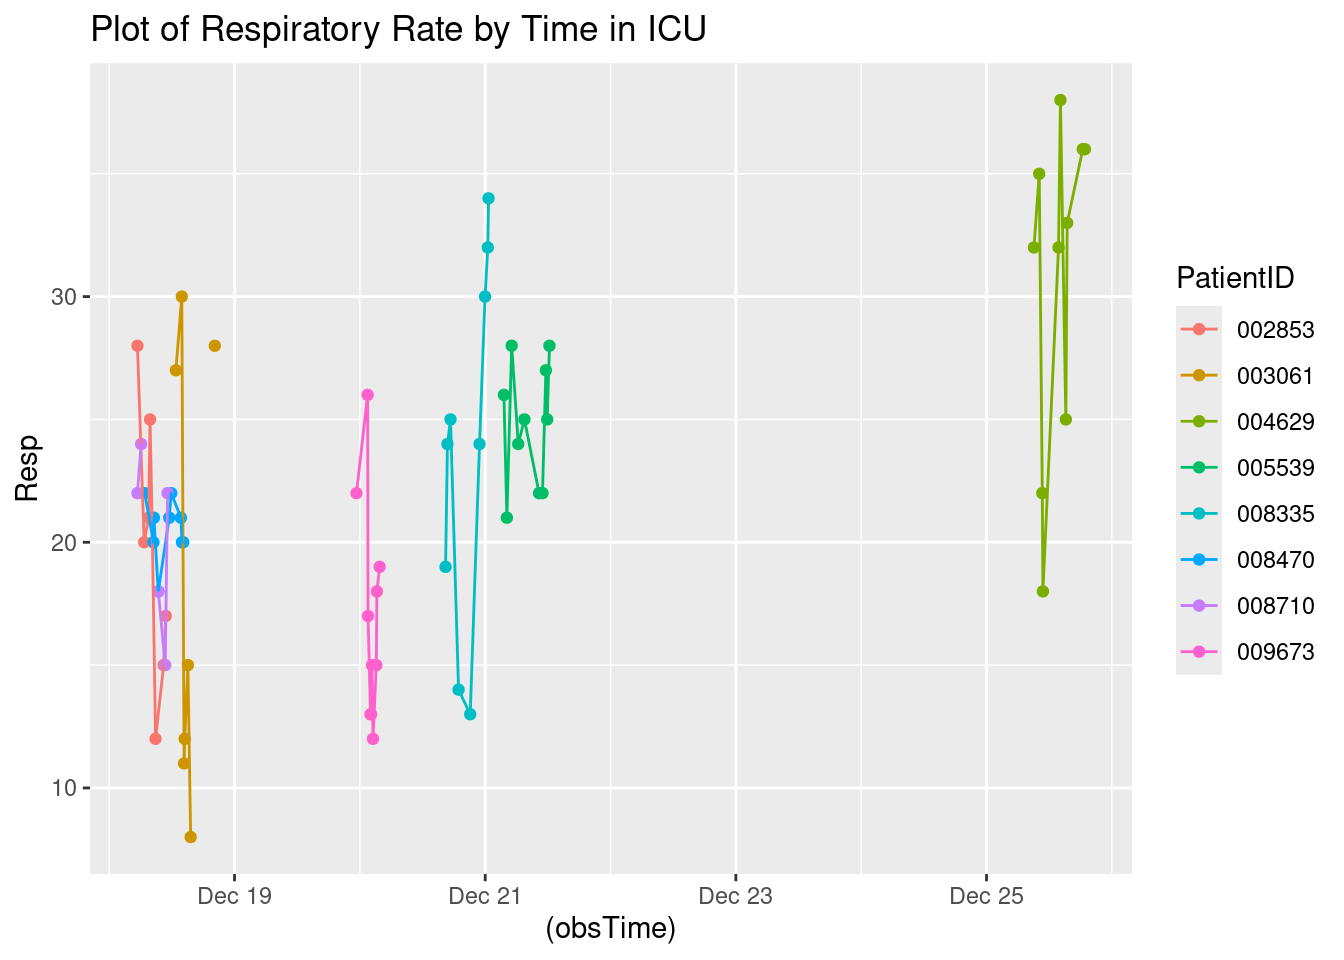 Plot of Respiratory Rate by Time in ICU
Resp
30
20
10
Dec 19
Dec 21
Dec 23
Dec 25
(obsTime)
PatientID
002853
003061
004629
005539
008335
008470
008710
009673